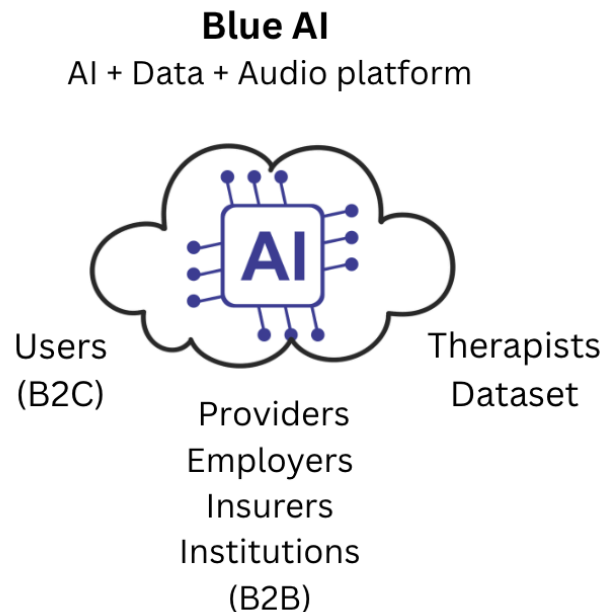 Blue AI
AI + Data + Audio platform
AI
Users
(B2C)
Therapists
Dataset
Providers
Employers
Insurers
Institutions
(B2B)